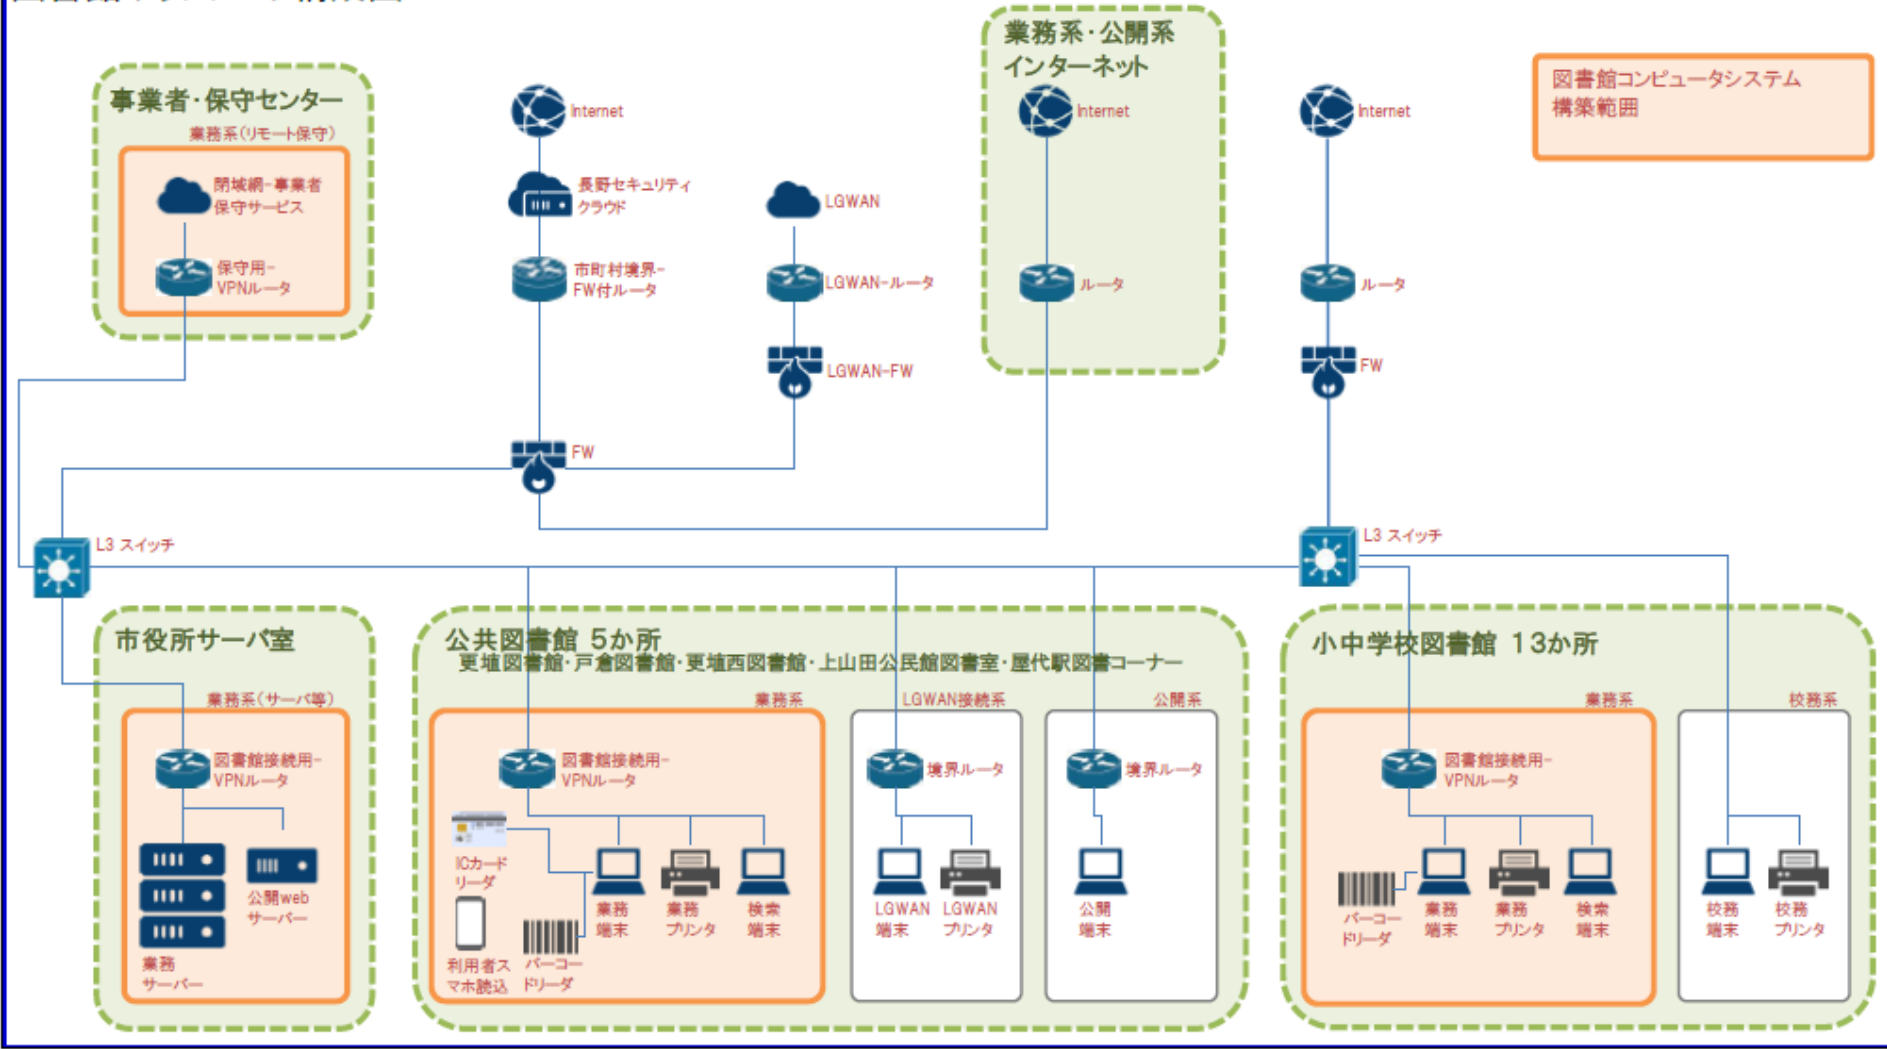 事業者・保守センター
業務系(リモート保守)
閉域網-事業者
保守サービス
保守用-
VPNルータ
Internet
長野セキュリティ
クラウド
市町村境界-
FW付ルータ
LGWAN
LGWAN-ルータ
LGWAN-FW
FW
業務系・公開系
インターネット
Internet
ルータ
Internet
ルータ
FW
図書館コンピュータシステム
構築範囲
L3 スイッチ
L3 スイッチ
市役所サーバ室
業務系(サーバ等)
図書館接続用-
VPNルータ
公開web
サーバー
業務
サーバー
公共図書館 5か所
更埴図書館・戸倉図書館・更埴西図書館・上山田公民館図書室・屋代駅図書コーナー
業務系
図書館接続用-
VPNルータ
ICカード
リーダ
利用者ス
マホ読込
バーコー
ドリーダ
業務
端末
業務
プリンタ
検索
端末
LGWAN接続系
境界ルータ
LGWAN
端末
LGWAN
プリンタ
公開系
境界ルータ
公開
端末
小中学校図書館 13か所
業務系
図書館接続用-
VPNルータ
バーコー
ドリーダ
業務
端末
業務
プリンタ
検索
端末
校務系
校務
端末
校務
プリンタ